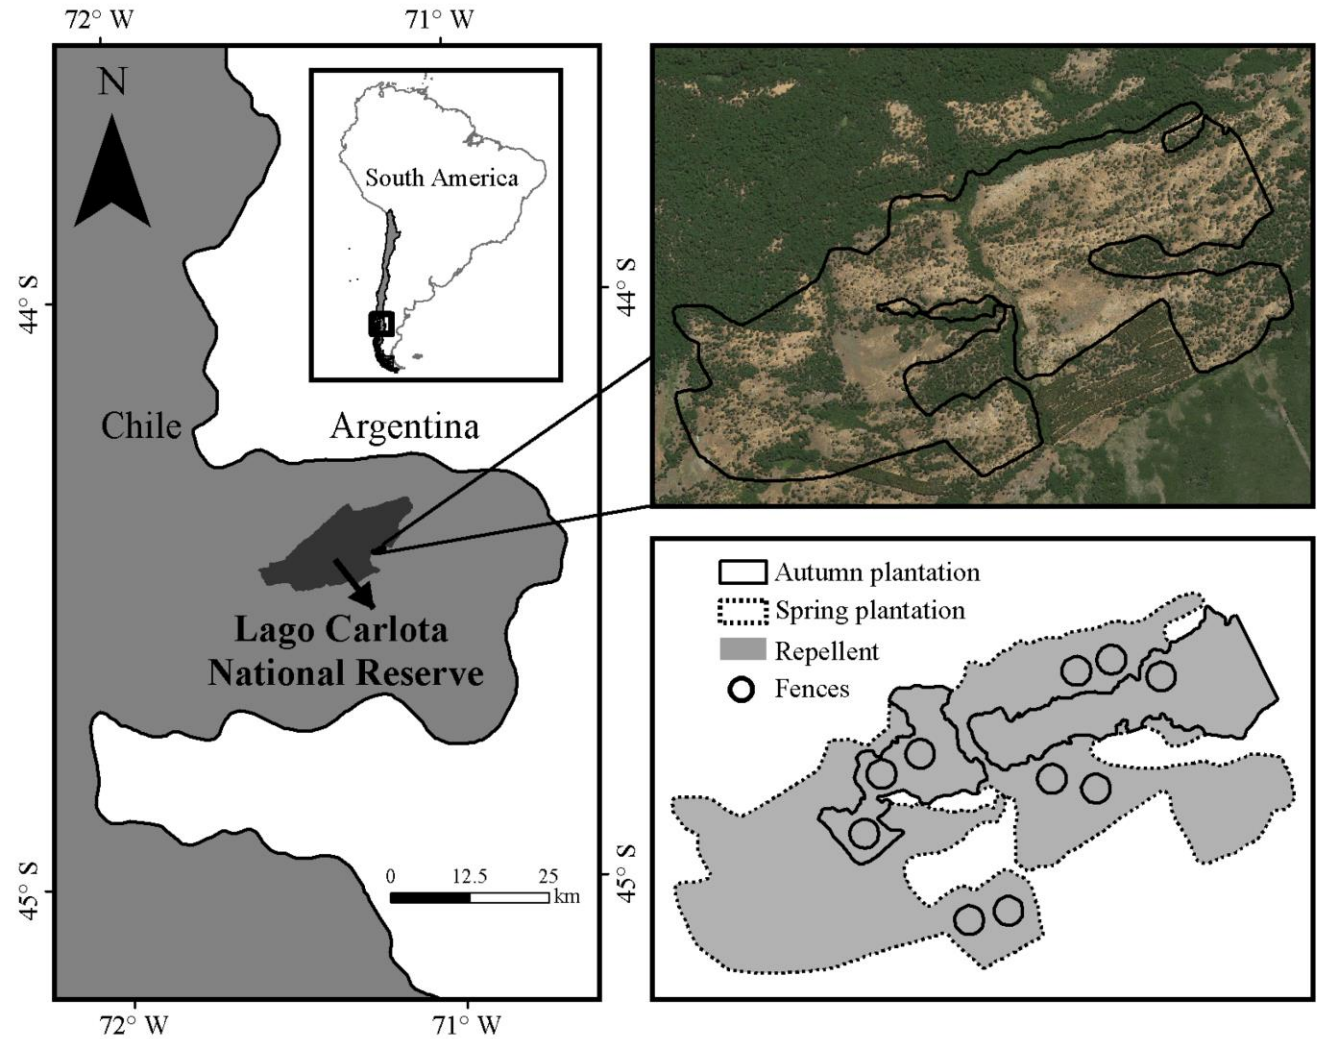 72° W
71° W
N
South America
44° S
44° S
Chile
Argentina
Lago Carlota
National Reserve
0
12.5
25
km
45° S
45° S
72° W
71° W
Autumn plantation
Spring plantation
Repellent
Fences